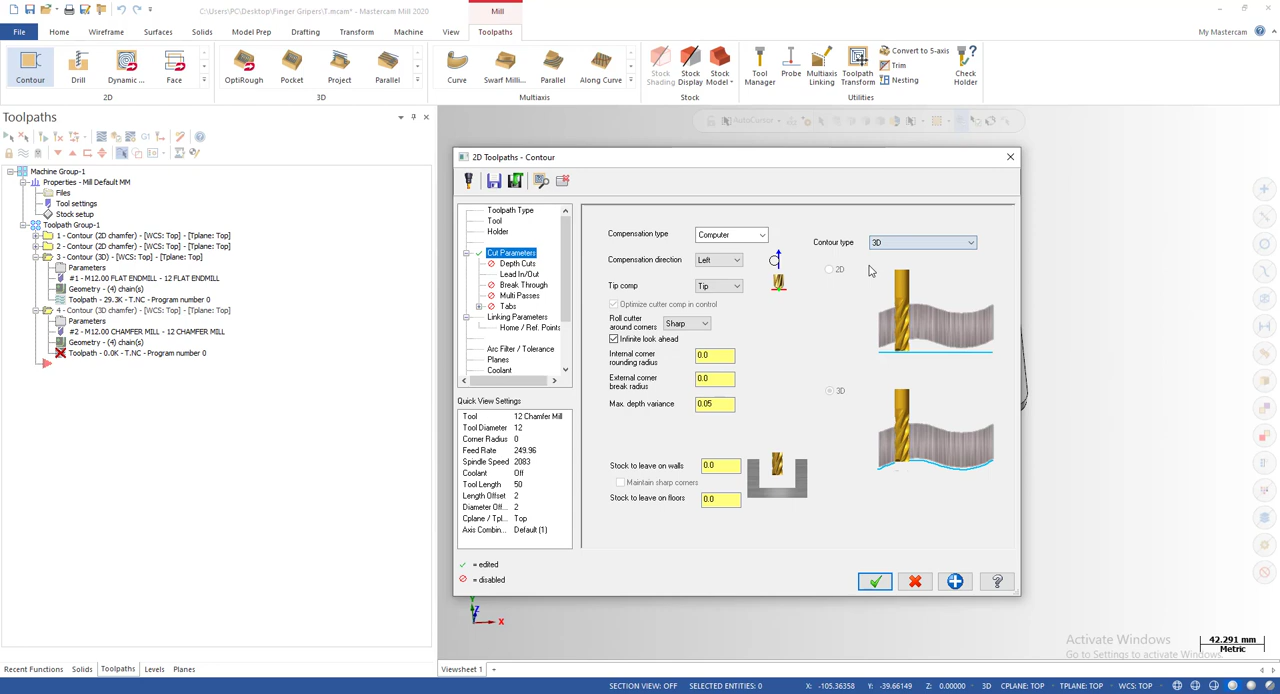 C:\Users\PC\Desktop\Finger Gripers\T.mcam* - Mastercam Mill 2020
Mill
File Home Wireframe Surfaces Solids Model Prep Drafting Transform Machine View Toolpaths
My Mastercam
Contour Drill Dynamic ... Face
OptiRough Pocket Project Parallel
Curve Swarf Milli... Parallel Along Curve
Stock Shading Stock Display Stock Model
Tool Manager Probe Multiaxis Linking Toolpath Transform
Convert to 5-axis
Trim
Nesting
Check Holder
2D 3D Multiaxis Stock Utilities
Toolpaths
AutoCursor
Machine Group-1
Properties - Mill Default MM
Files
Tool settings
Stock setup
Toolpath Group-1
1 - Contour (2D chamfer) - [WCS: Top] - [Tplane: Top]
2 - Contour (2D chamfer) - [WCS: Top] - [Tplane: Top]
3 - Contour (3D) - [WCS: Top] - [Tplane: Top]
Parameters
#1 - M12.00 FLAT ENDMILL - 12 FLAT ENDMILL
Geometry - (4) chain(s)
Toolpath - 29.3K - T.NC - Program number 0
4 - Contour (3D chamfer) - [WCS: Top] - [Tplane: Top]
Parameters
#2 - M12.00 CHAMFER MILL - 12 CHAMFER MILL
Geometry - (4) chain(s)
Toolpath - 0.0K - T.NC - Program number 0
2D Toolpaths - Contour
Toolpath Type
Tool
Holder
Cut Parameters
Depth Cuts
Lead In/Out
Break Through
Multi Passes
Tabs
Linking Parameters
Home / Ref. Points
Arc Filter / Tolerance
Planes
Coolant
Quick View Settings
Tool 12 Chamfer Mill
Tool Diameter 12
Corner Radius 0
Feed Rate 249.96
Spindle Speed 2083
Coolant Off
Tool Length 50
Length Offset 2
Diameter Off... 2
Cplane / Tpl... Top
Axis Combin... Default (1)
= edited
= disabled
Compensation type Computer
Compensation direction Left
Tip comp Tip
Optimize cutter comp in control
Roll cutter around corners Sharp
Infinite look ahead
Internal corner rounding radius 0.0
External corner break radius 0.0
Max. depth variance 0.05
Stock to leave on walls 0.0
Maintain sharp corners
Stock to leave on floors 0.0
Contour type 3D
2D
3D
Y
Z
X
Activate Windows
Go to Settings to activate Windows.
42.291 mm
Metric
Recent Functions Solids Toolpaths Levels Planes
Viewsheet 1
SECTION VIEW: OFF SELECTED ENTITIES: 0 X: -105.36358 Y: -39.66149 Z: 0.00000 3D CPLANE: TOP TPLANE: TOP WCS: TOP